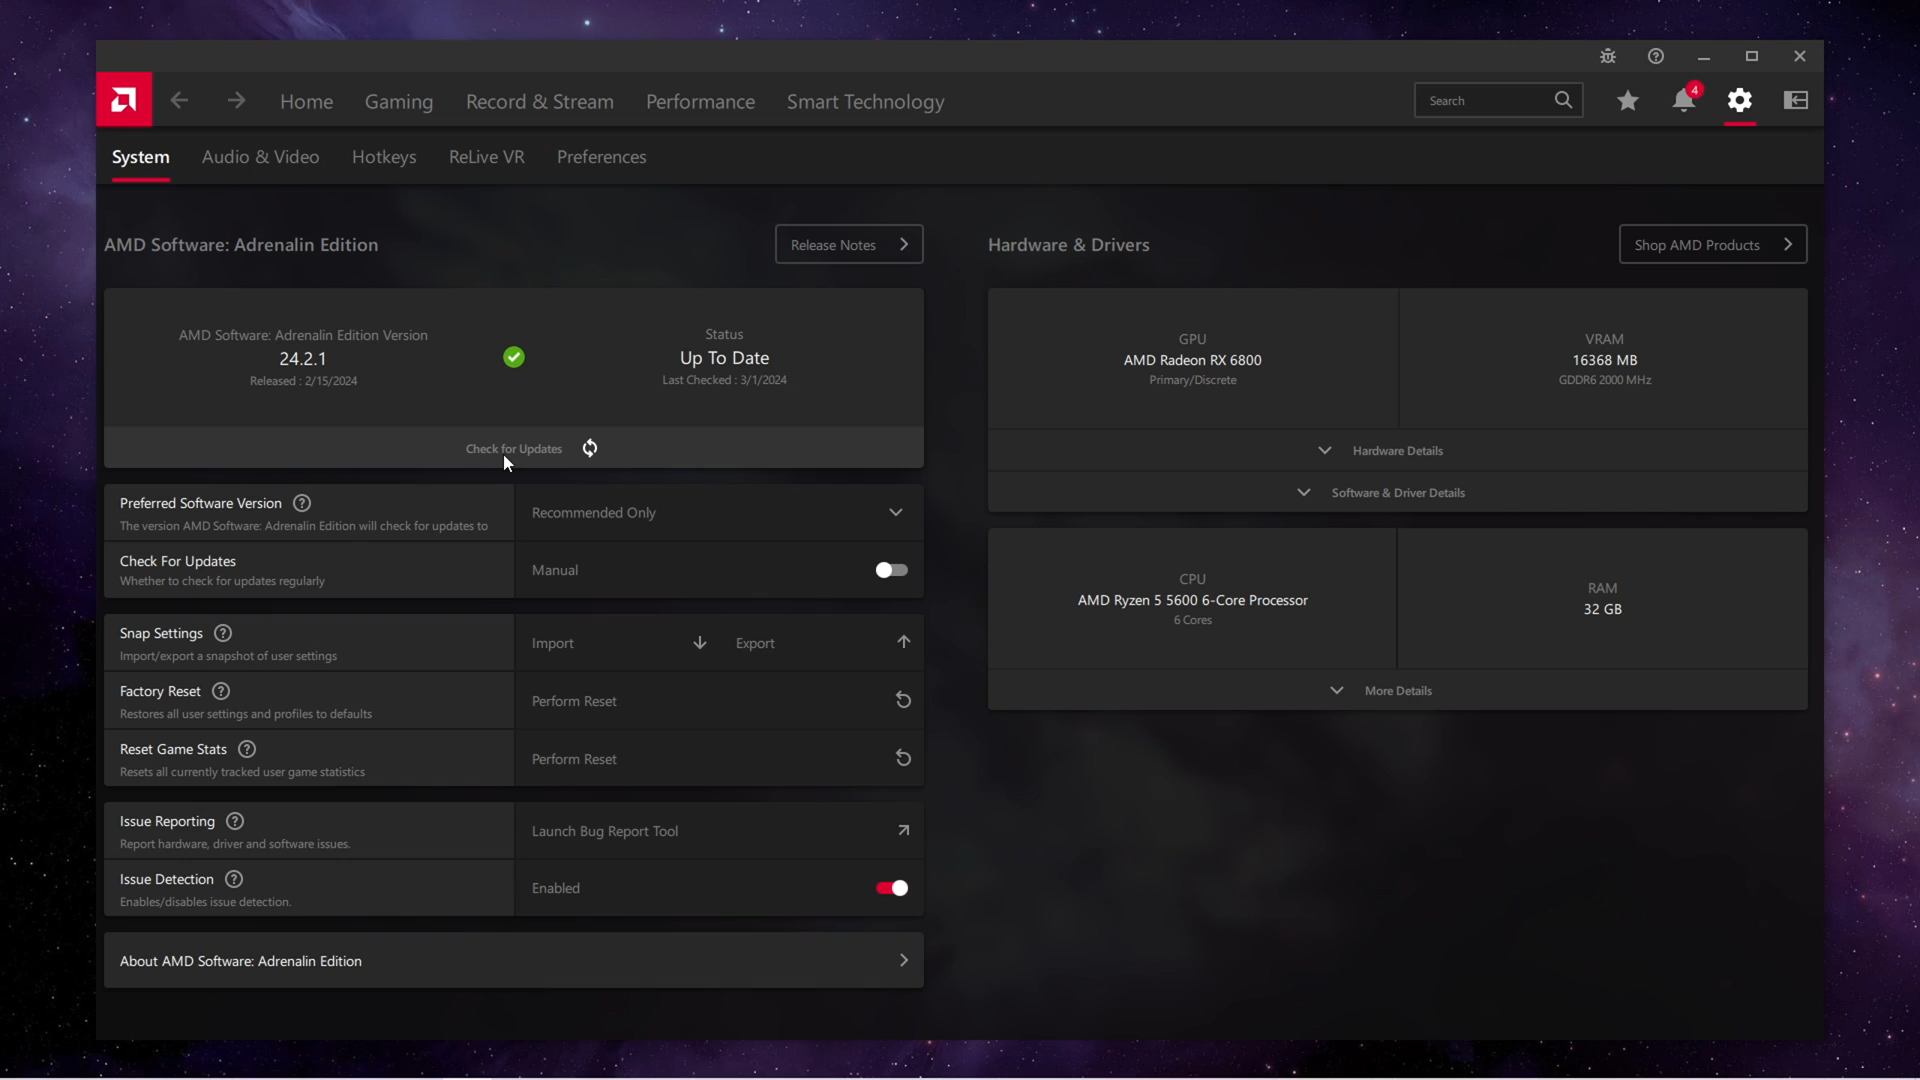 Home Gaming Record & Stream Performance Smart Technology Search 4
System Audio & Video Hotkeys ReLive VR Preferences
AMD Software: Adrenalin Edition
Release Notes
AMD Software: Adrenalin Edition Version
24.2.1
Released : 2/15/2024
Status
Up To Date
Last Checked : 3/1/2024
Check for Updates
Preferred Software Version ?
The version AMD Software: Adrenalin Edition will check for updates to
Recommended Only
Check For Updates
Whether to check for updates regularly
Manual
Snap Settings ?
Import/export a snapshot of user settings
Import Export
Factory Reset ?
Restores all user settings and profiles to defaults
Perform Reset
Reset Game Stats ?
Resets all currently tracked user game statistics
Perform Reset
Issue Reporting ?
Report hardware, driver and software issues.
Launch Bug Report Tool
Issue Detection ?
Enables/disables issue detection.
Enabled
About AMD Software: Adrenalin Edition
Hardware & Drivers
Shop AMD Products
GPU
AMD Radeon RX 6800
Primary/Discrete
VRAM
16368 MB
GDDR6 2000 MHz
Hardware Details
Software & Driver Details
CPU
AMD Ryzen 5 5600 6-Core Processor
6 Cores
RAM
32 GB
More Details